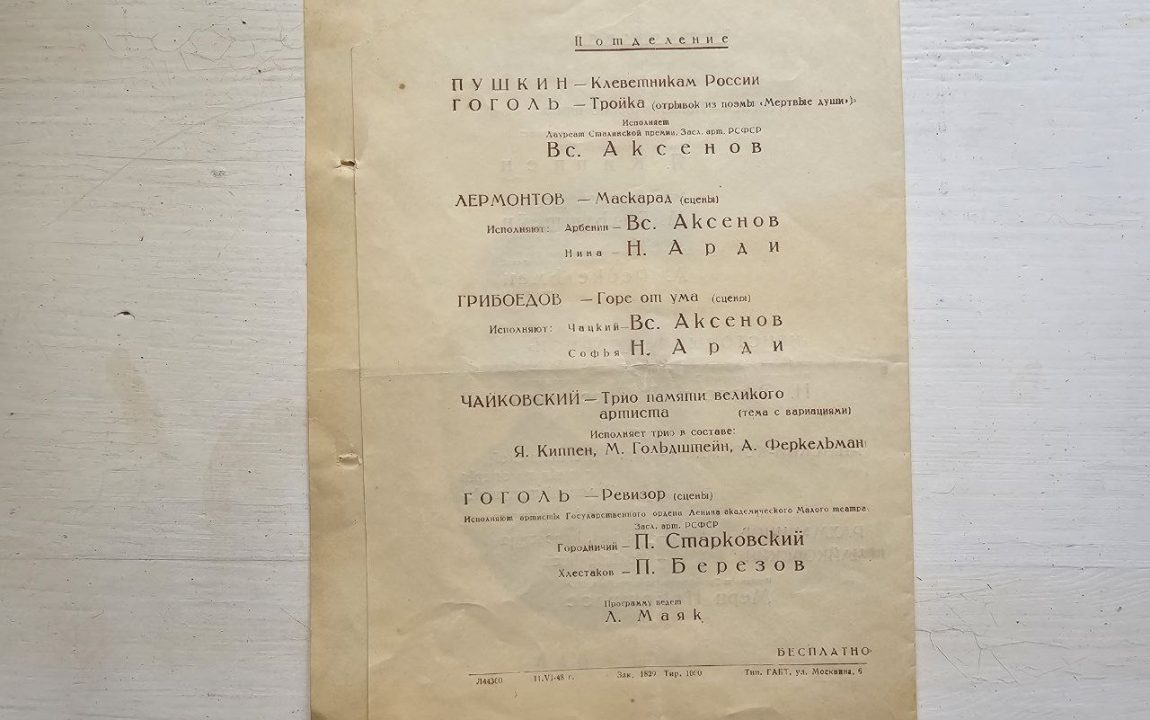 II отделение
ПУШКИН — Клеветникам России
ГОГОЛЬ — Тройка (отрывок из поэмы «Мертвые души»)
Исполняет
Лауреат Сталинской премии, Засл. арт. РСФСР
Вс. Аксенов
ЛЕРМОНТОВ — Маскарад (сцены)
Исполняют: Арбенин — Вс. Аксенов
Нина — Н. Арди
ГРИБОЕДОВ — Горе от ума (сцены)
Исполняют: Чацкий — Вс. Аксенов
Софья Н. Арди
ЧАЙКОВСКИЙ — Трио памяти великого
артиста (тема с вариациями)
Исполняет трио в составе:
Я. Киппен, М. Гольдштейн, А. Феркельман
ГОГОЛЬ — Ревизор (сцены)
Исполняют артисты Государственного ордена Ленина академического Малого театра
Засл. арт. РСФСР
Городничий — П. Старковский
Хлестаков — П. Березов
Программу ведет
Л. Маяк
БЕСПЛАТНО
Л44300 11.VI-48 г. Зак. 1829 Тир. 1000 Тип. ГАБТ, ул. Москвина, 6